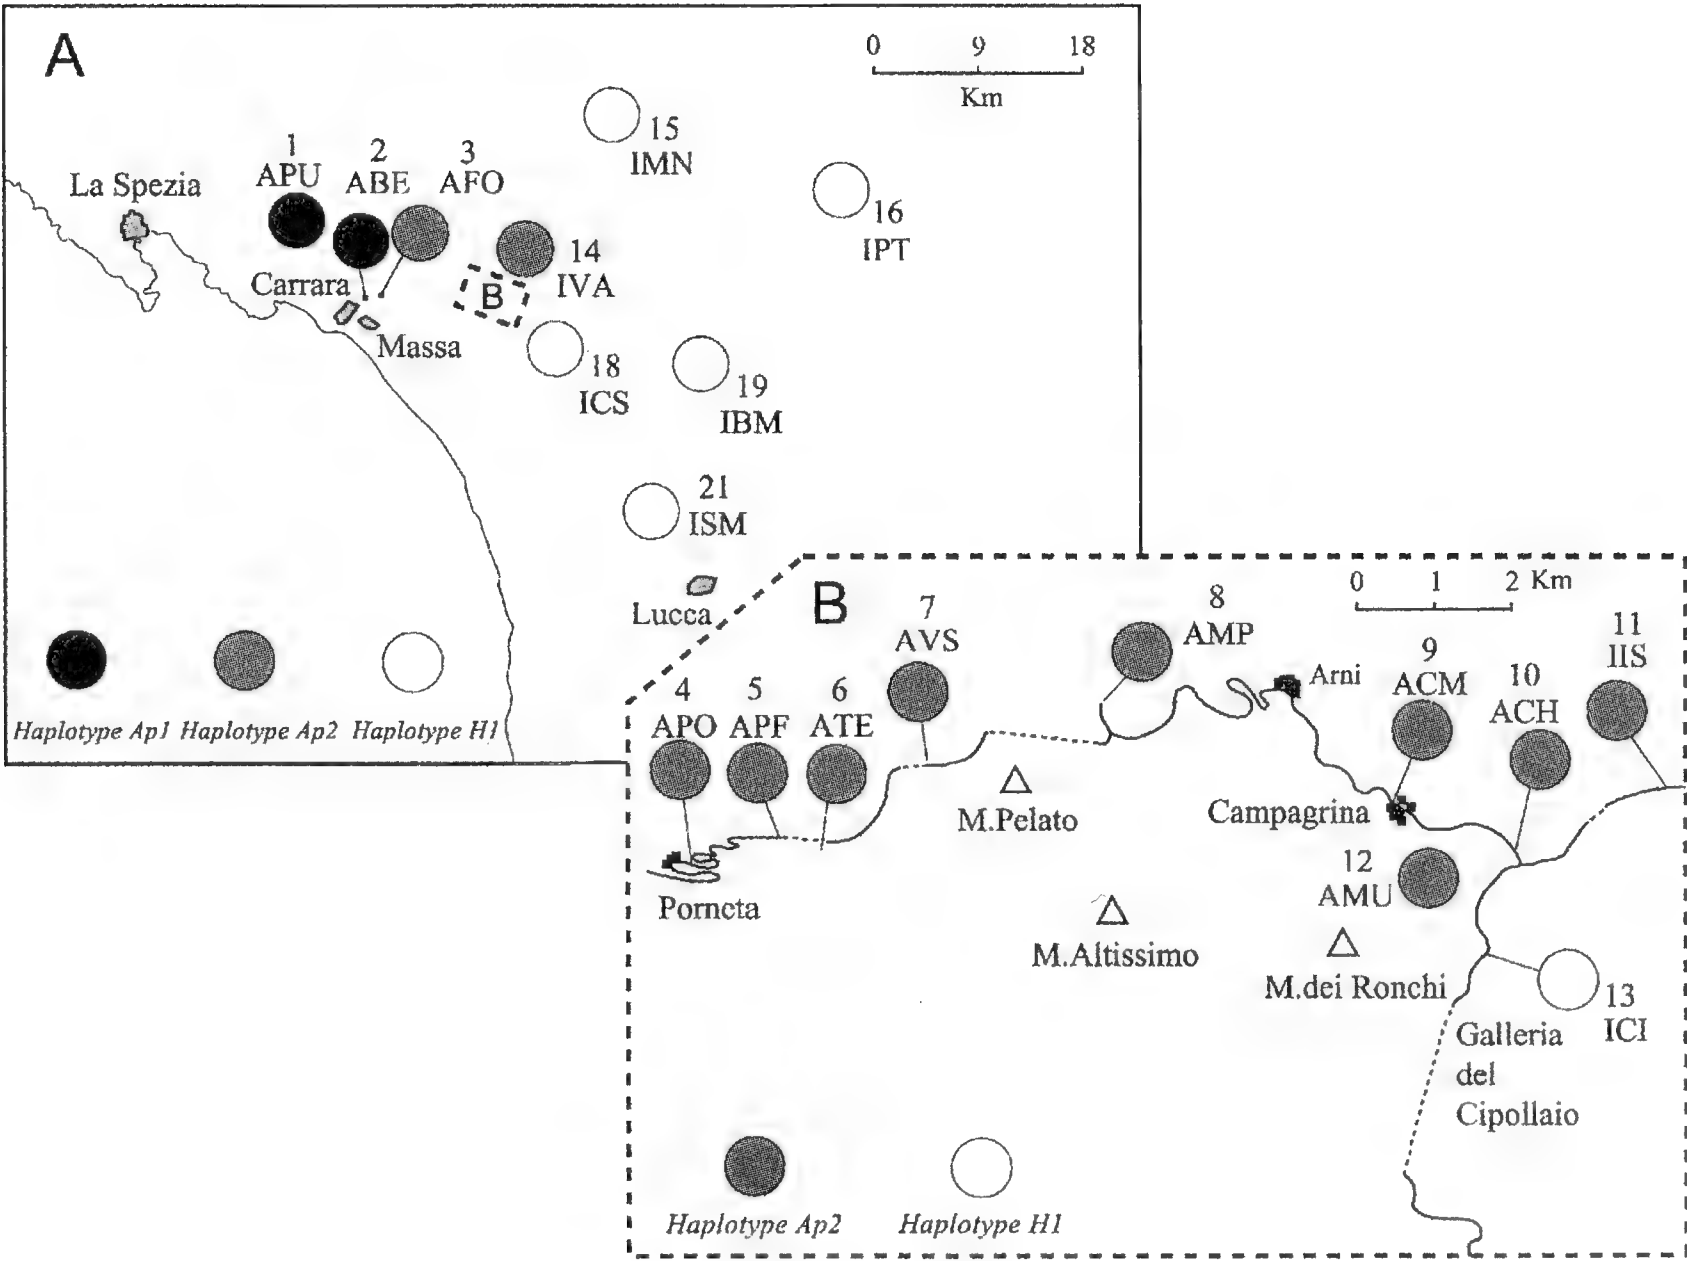 A
0 9 18
Km
15
IMN
1
APU
2
ABE
3
AFO
La Spezia
16
IPT
14
IVA
Carrara
B
Massa
18
ICS
19
IBM
21
ISM
Lucca
Haplotype Ap1 Haplotype Ap2 Haplotype H1
B
0 1 2 Km
7
AVS
8
AMP
11
IIS
Arni
9
ACM
10
ACH
4
APO
5
APF
6
ATE
M.Pelato
Campagrina
12
AMU
Porneta
M.Altissimo
M.dei Ronchi
13
ICI
Galleria
del
Cipollaio
Haplotype Ap2 Haplotype H1